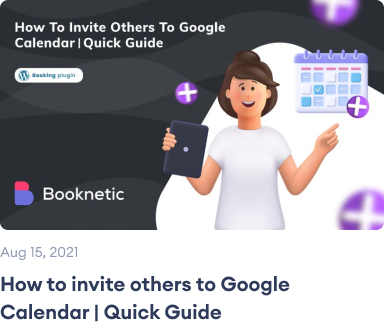 How To Invite Others To Google
Calendar | Quick Guide
Booking plugin
Booknetic
Aug 15, 2021
How to invite others to Google
Calendar | Quick Guide